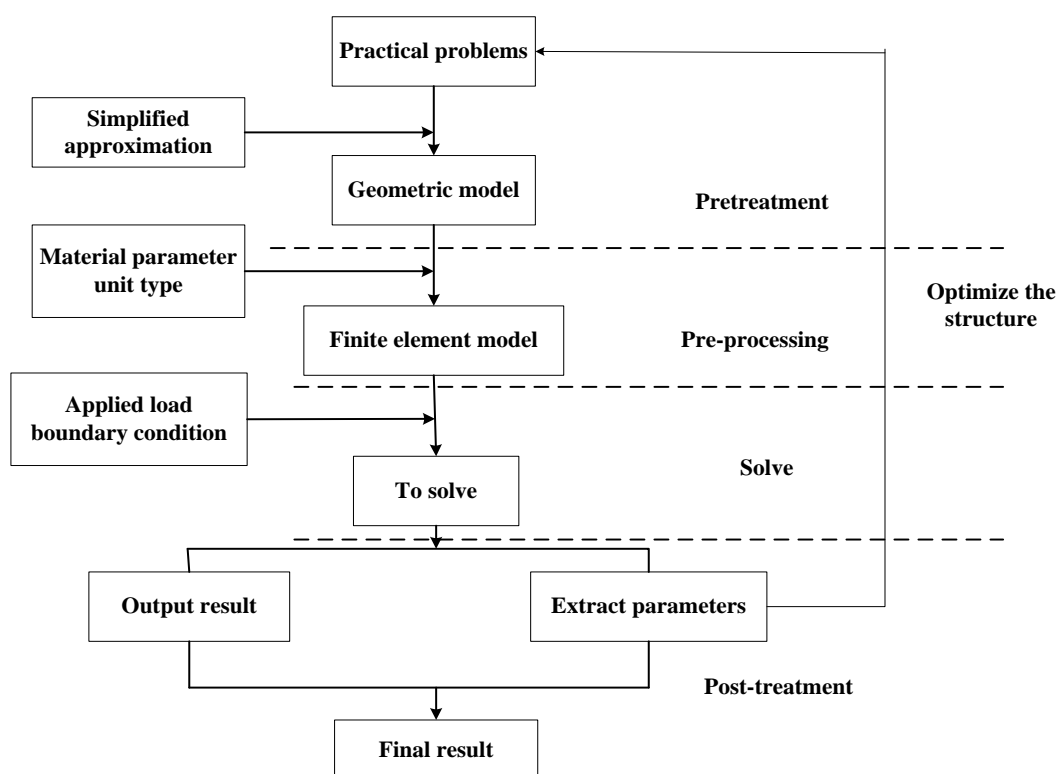 Practical problems
Simplified
approximation
Geometric model
Pretreatment
Material parameter
unit type
Optimize the
structure
Finite element model
Pre-processing
Applied load
boundary condition
Solve
To solve
Output result
Extract parameters
Post-treatment
Final result